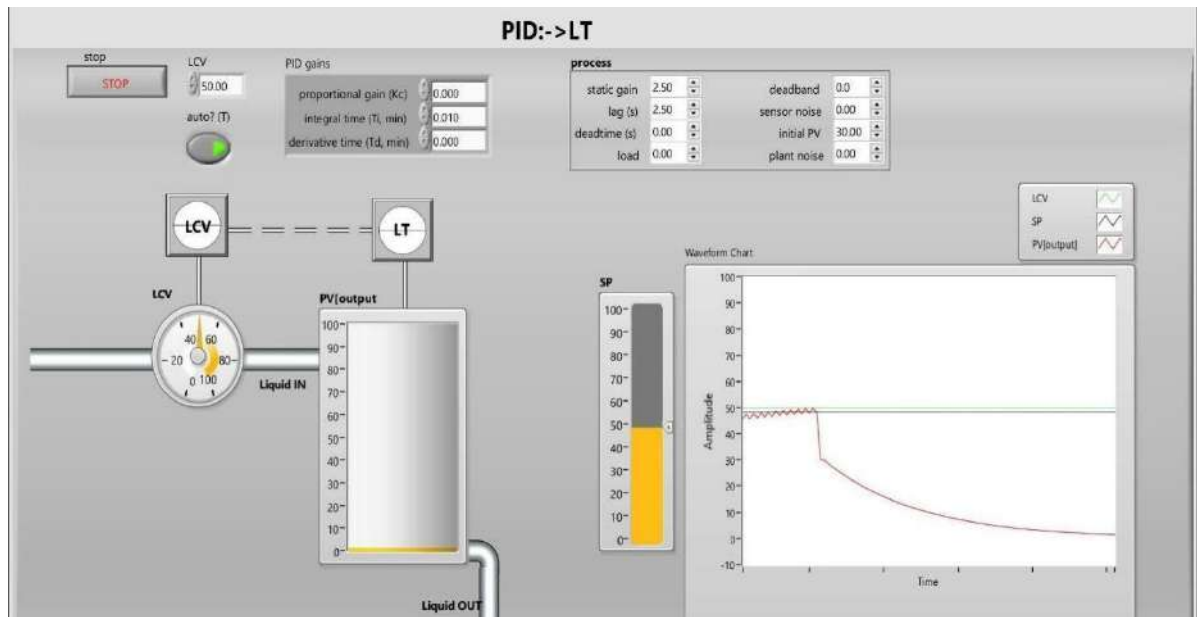 PID:->LT
stop
STOP
LCV
50.00
auto? (T)
PID gains
proportional gain (Kc) 0.000
integral time (Ti, min) 0.010
derivative time (Td, min) 0.000
process
static gain 2.50
lag (s) 2.50
deadtime (s) 0.00
load 0.00
deadband 0.0
sensor noise 0.00
initial PV 30.00
plant noise 0.00
LCV
LT
LCV
0 20 40 60 80 100
Liquid IN
PV[output
100
90
80
70
60
50
40
30
20
10
0
Liquid OUT
SP
100
90
80
70
60
50
40
30
20
10
0
LCV
SP
PV[output]
Waveform Chart
Amplitude
100
90
80
70
60
50
40
30
20
10
0
-10
Time